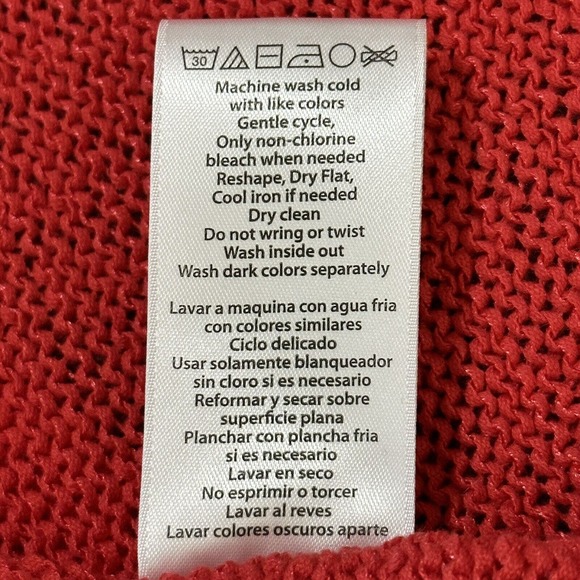 30
Machine wash cold
with like colors
Gentle cycle,
Only non-chlorine
bleach when needed
Reshape, Dry Flat,
Cool iron if needed
Dry clean
Do not wring or twist
Wash inside out
Wash dark colors separately
Lavar a maquina con agua fria
con colores similares
Ciclo delicado
Usar solamente blanqueador
sin cloro si es necesario
Reformar y secar sobre
superficie plana
Planchar con plancha fria
si es necesario
Lavar en seco
No esprimir o torcer
Lavar al reves
Lavar colores oscuros aparte